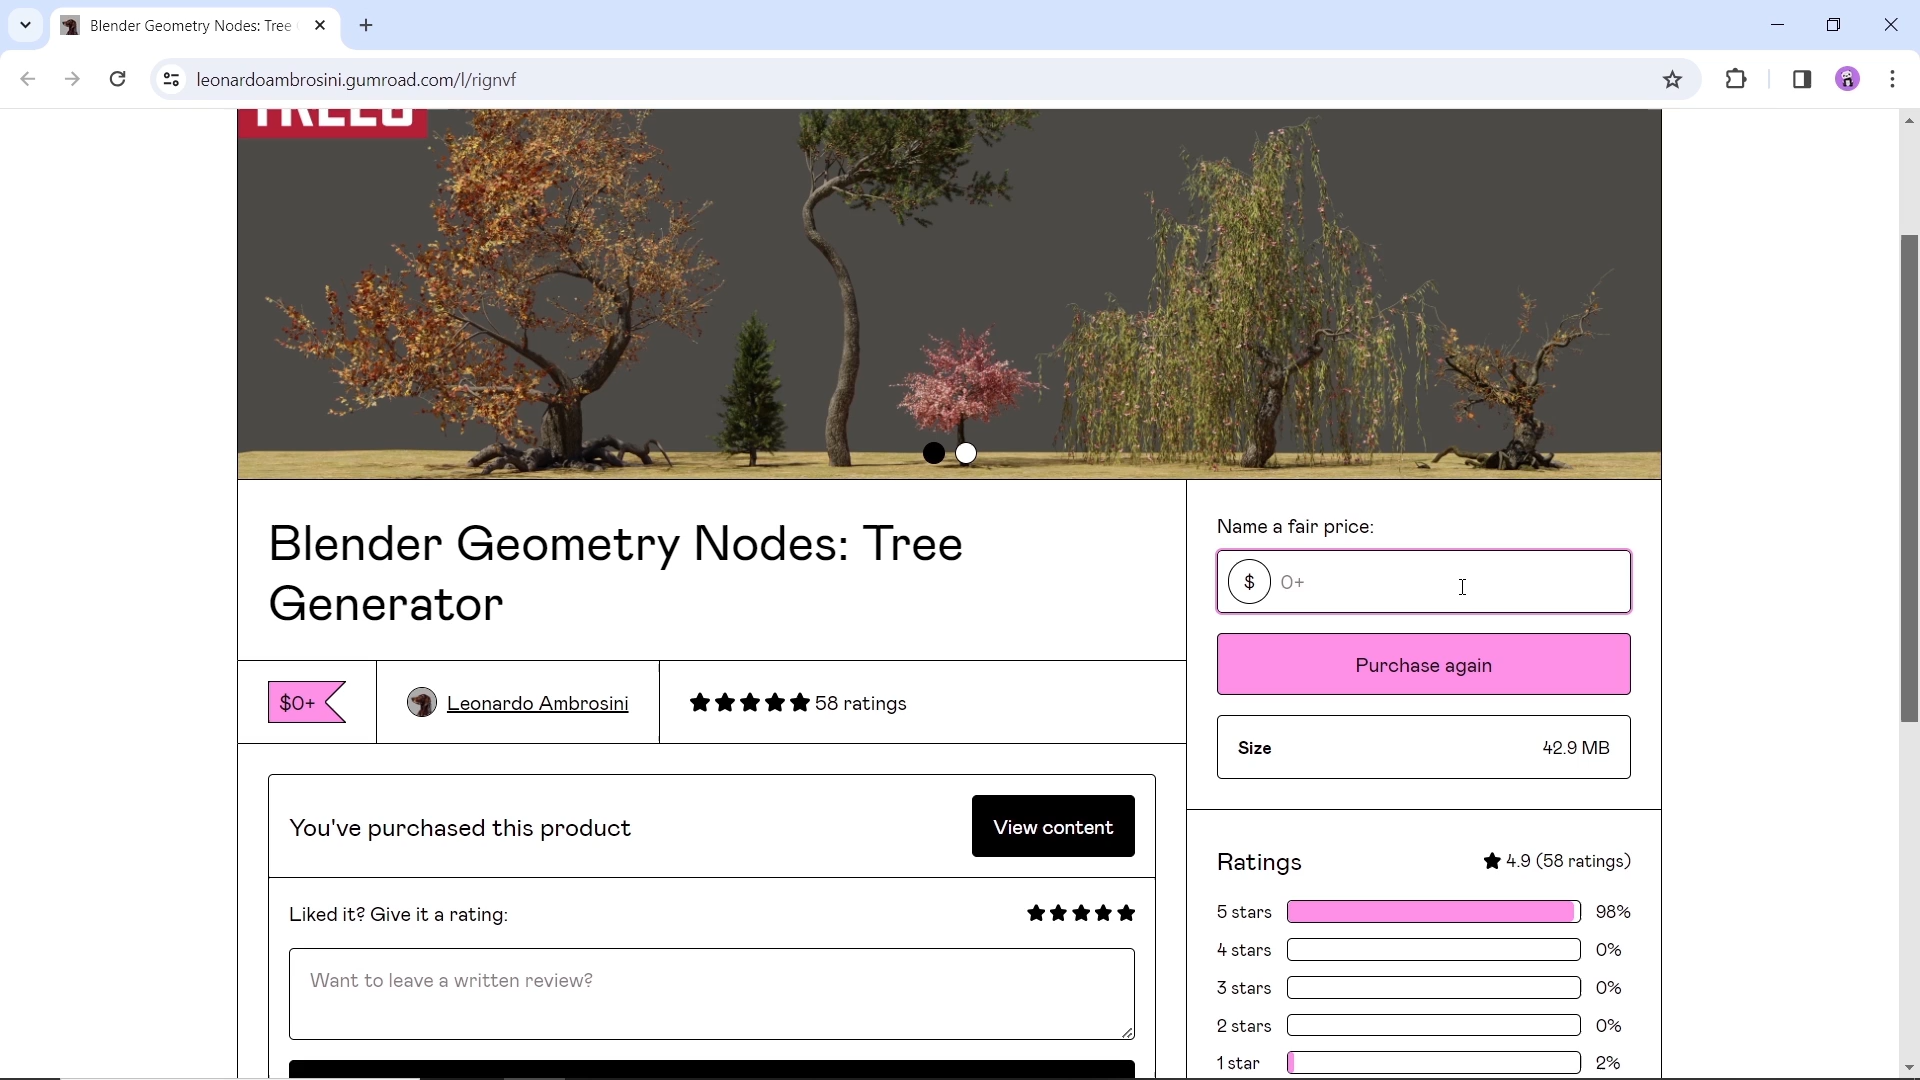 Blender Geometry Nodes: Tree
leonardoambrosini.gumroad.com/l/rignvf
TREES
Blender Geometry Nodes: Tree
Generator
Name a fair price:
$ 0+
Purchase again
$0+
Leonardo Ambrosini
58 ratings
Size 42.9 MB
You've purchased this product
View content
Ratings
4.9 (58 ratings)
Liked it? Give it a rating:
5 stars 98%
4 stars 0%
3 stars 0%
2 stars 0%
1 star 2%
Want to leave a written review?